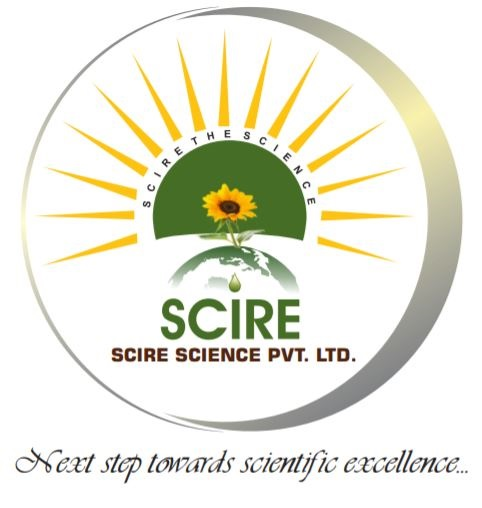 SCIRE THE SCIENCE
SCIRE
SCIRE SCIENCE PVT. LTD.
Next step towards scientific excellence...